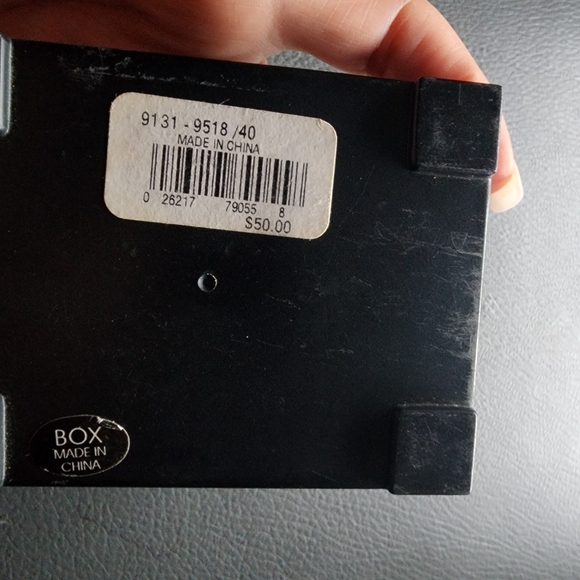 9131 - 9518 /40
MADE IN CHINA
0 26217 79055 8
$50.00
BOX
MADE IN
CHINA